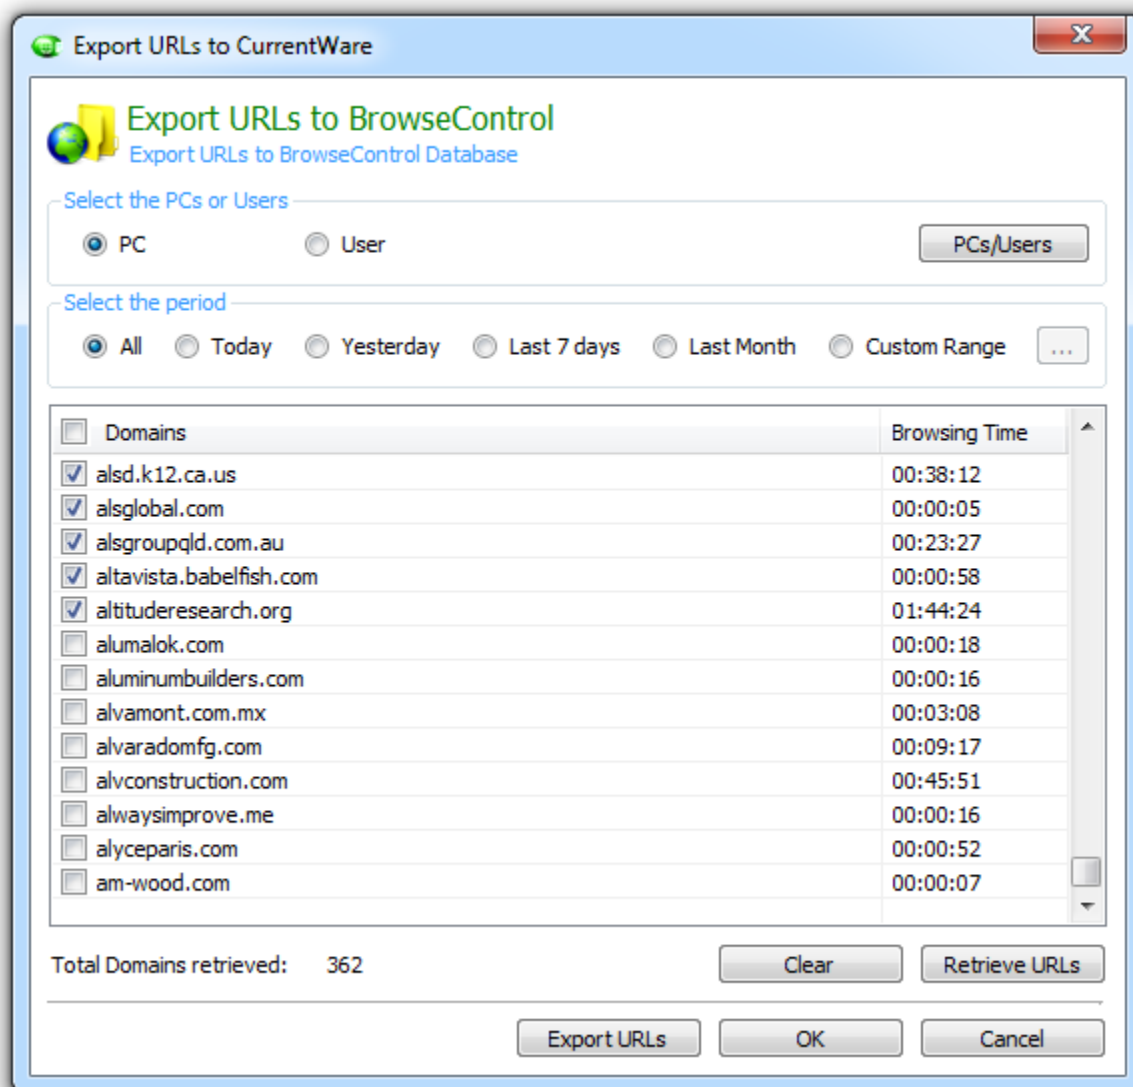 Export URLs to CurrentWare
Export URLs to BrowseControl
Export URLs to BrowseControl Database
Select the PCs or Users
PC User PCs/Users
Select the period
All Today Yesterday Last 7 days Last Month Custom Range ...
Domains Browsing Time
alsd.k12.ca.us 00:38:12
alsglobal.com 00:00:05
alsgroupqld.com.au 00:23:27
altavista.babelfish.com 00:00:58
altituderesearch.org 01:44:24
alumalok.com 00:00:18
aluminumbuilders.com 00:00:16
alvamont.com.mx 00:03:08
alvaradomfg.com 00:09:17
alvconstruction.com 00:45:51
alwaysimprove.me 00:00:16
alyceparis.com 00:00:52
am-wood.com 00:00:07
Total Domains retrieved: 362 Clear Retrieve URLs
Export URLs OK Cancel